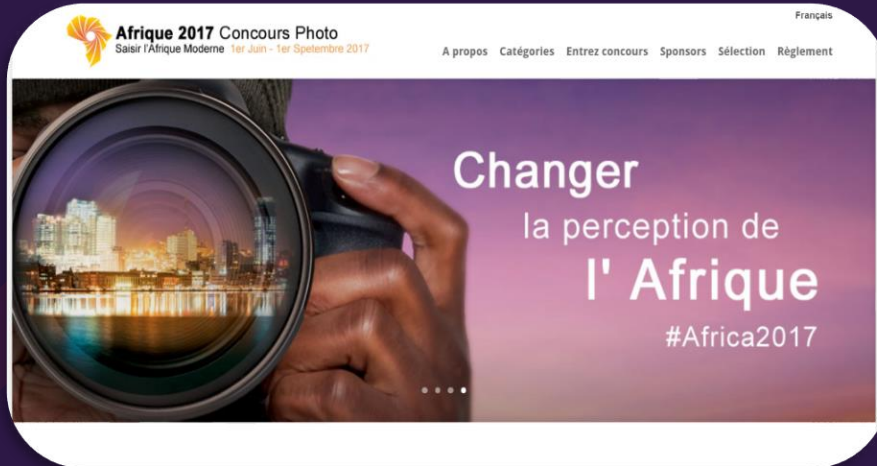 Français
Afrique 2017 Concours Photo
Saisir l'Afrique Moderne 1er Juin - 1er Spetembre 2017
A propos Catégories Entrez concours Sponsors Sélection Règlement
Changer
la perception de
l' Afrique
#Africa2017